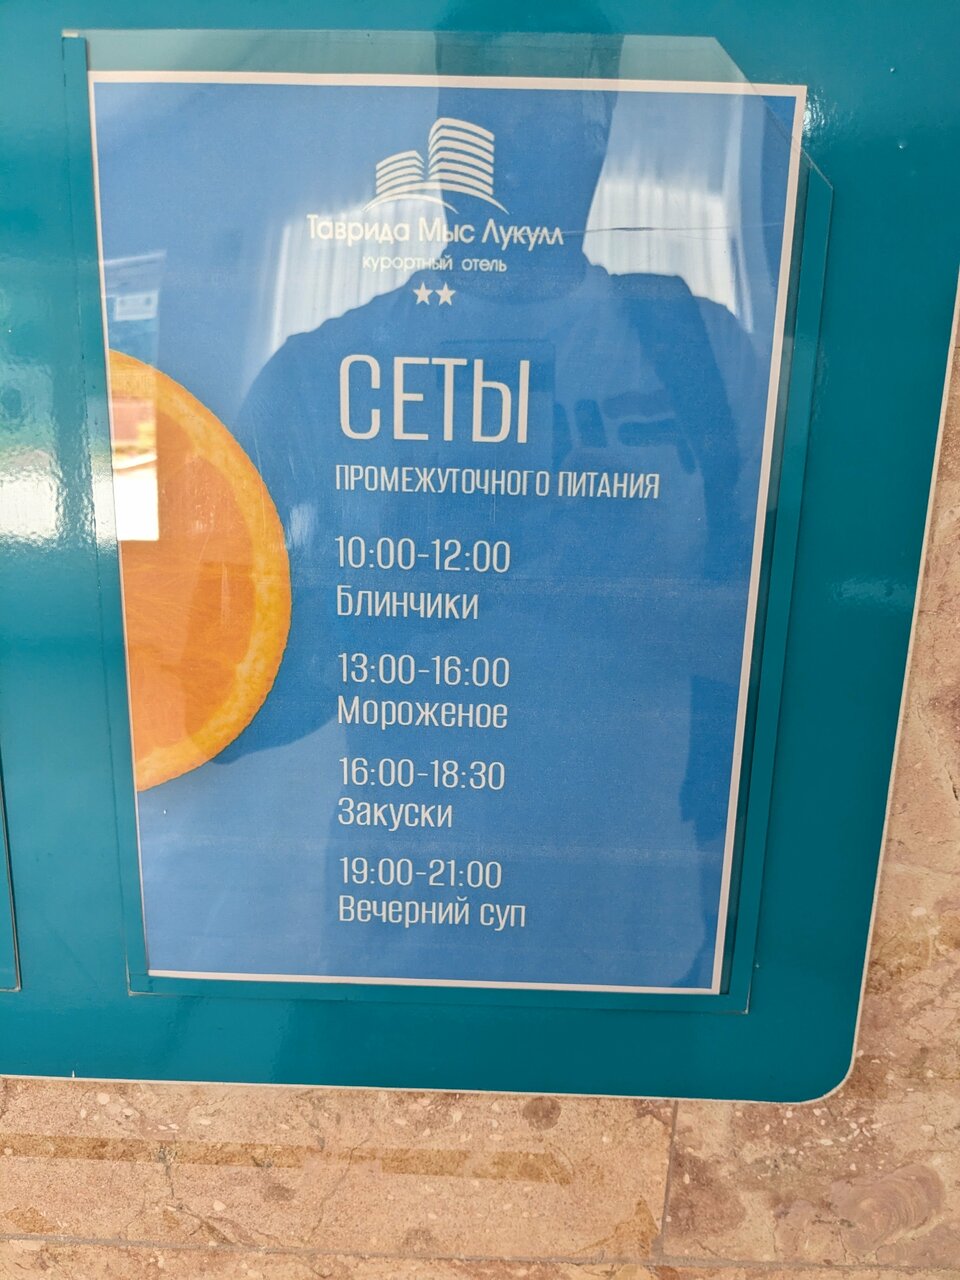 Таврида Мыс Лукулл
курортный отель
СЕТЫ
ПРОМЕЖУТОЧНОГО ПИТАНИЯ
10:00-12:00
Блинчики
13:00-16:00
Мороженое
16:00-18:30
Закуски
19:00-21:00
Вечерний суп